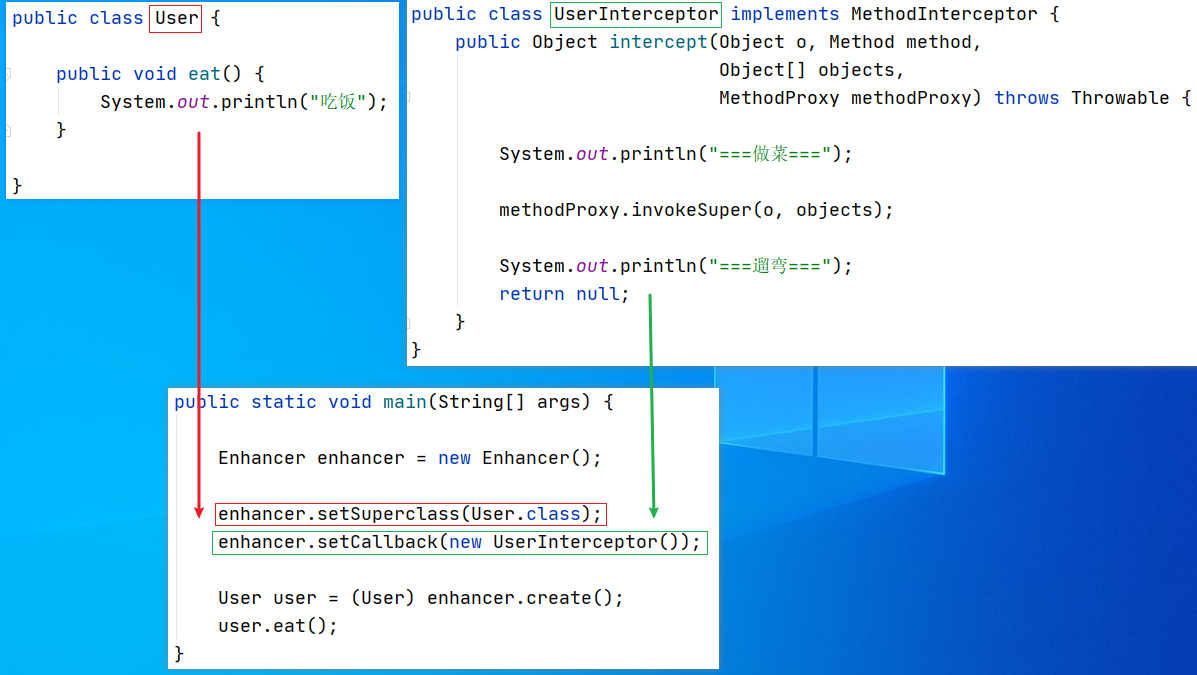 public class User {
public void eat() {
System.out.println("吃饭");
}
}
public class UserInterceptor implements MethodInterceptor {
public Object intercept(Object o, Method method,
Object[] objects,
MethodProxy methodProxy) throws Throwable {
System.out.println("===做菜===");
methodProxy.invokeSuper(o, objects);
System.out.println("===遛弯===");
return null;
}
}
public static void main(String[] args) {
Enhancer enhancer = new Enhancer();
enhancer.setSuperclass(User.class);
enhancer.setCallback(new UserInterceptor());
User user = (User) enhancer.create();
user.eat();
}